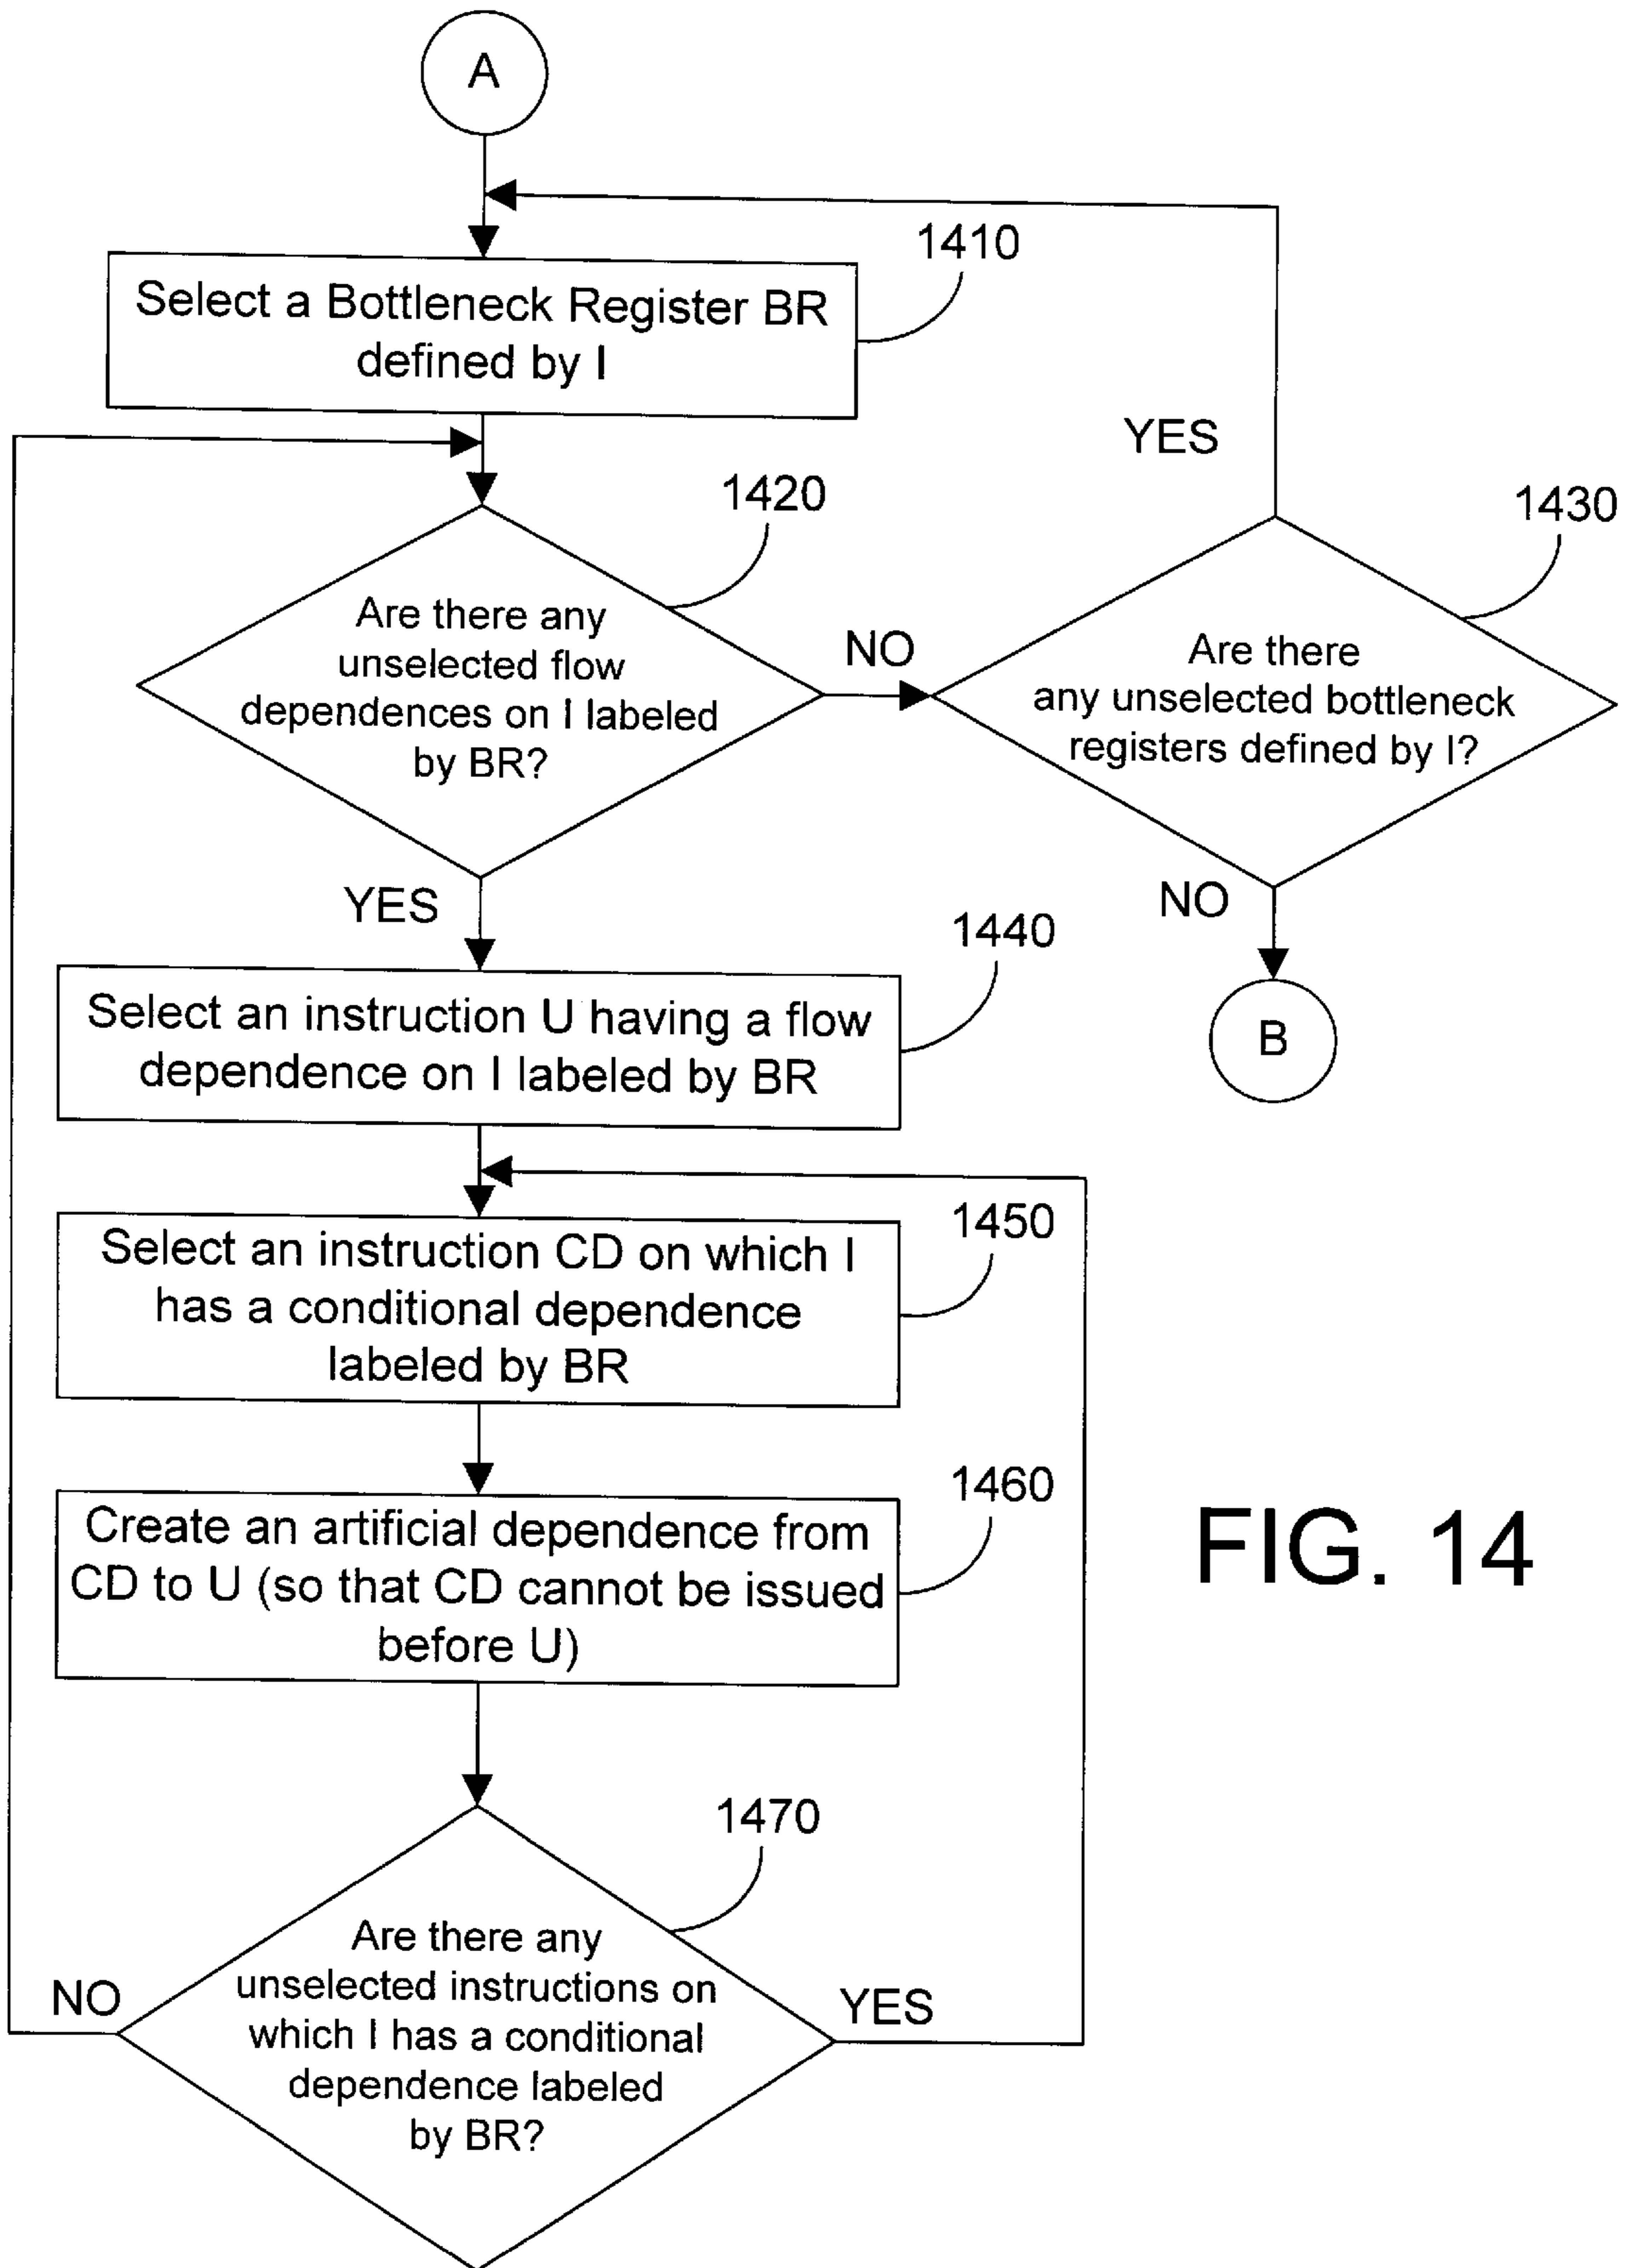 A
1410
Select a Bottleneck Register BR
defined by I
YES
1420
1430
Are there any
unselected flow
dependences on I labeled
by BR?
NO
Are there
any unselected bottleneck
registers defined by I?
YES
NO
1440
Select an instruction U having a flow
dependence on I labeled by BR
B
1450
Select an instruction CD on which I
has a conditional dependence
labeled by BR
1460
Create an artificial dependence from
CD to U (so that CD cannot be issued
before U)
FIG. 14
1470
Are there any
unselected instructions on
which I has a conditional
dependence labeled
by BR?
NO
YES